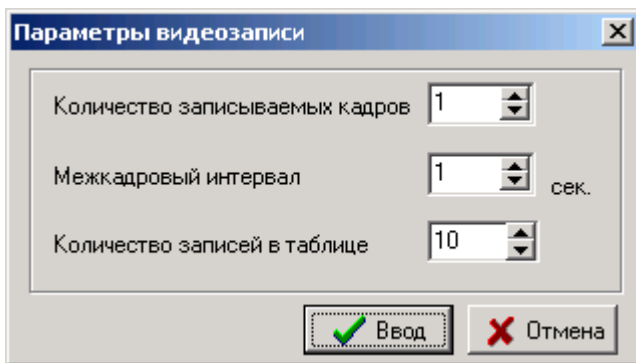 Параметры видеозаписи
Количество записываемых кадров 1
Межкадровый интервал 1 сек.
Количество записей в таблице 10
Ввод Отмена